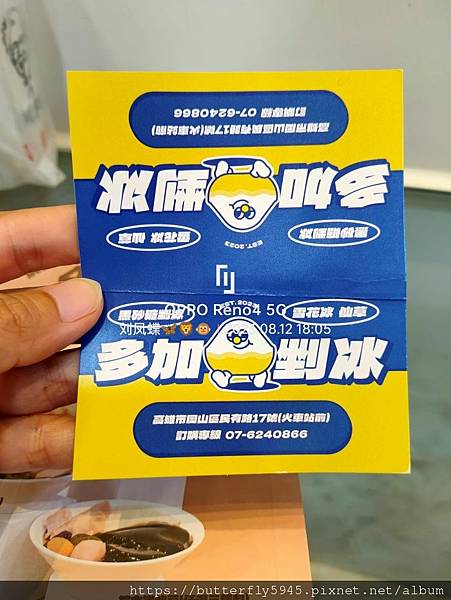 訂購專線 07-6240866
高雄市岡山區民有路17號(火車站前)
多加剉冰
黑砂糖剉冰
雪花冰 仙草
EST. 2023
OPPO Reno4 5G
EST. 2023
黑砂糖剉冰
雪花冰 仙草
刘凤蝶🦋🦁🐵 08.12 18:05
多加剉冰
高雄市岡山區民有路17號(火車站前)
訂購專線 07-6240866
https://butterfly5945.pixnet.net/album